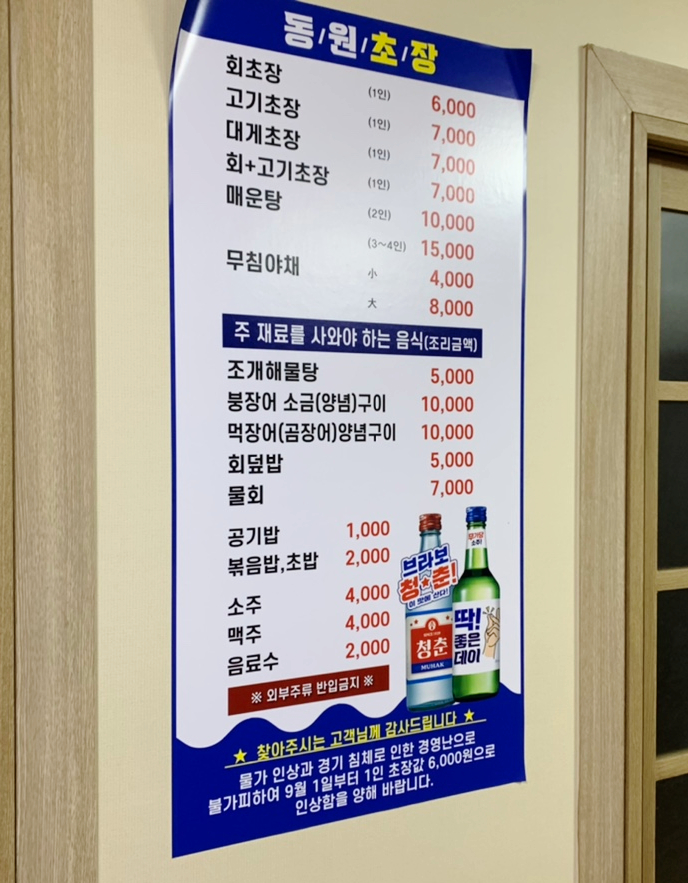 동/원/초/장
회초장 (1인) 6,000
고기초장 (1인) 7,000
대게초장 (1인) 7,000
회+고기초장 (1인) 7,000
매운탕 (2인) 10,000
(3~4인) 15,000
무침야채 小 4,000
大 8,000
주 재료를 사와야 하는 음식(조리금액)
조개해물탕 5,000
붕장어 소금(양념)구이 10,000
먹장어(곰장어)양념구이 10,000
회덮밥 5,000
물회 7,000
공기밥 1,000
볶음밥,초밥 2,000
소주 4,000
맥주 4,000
음료수 2,000
브라보
청★춘!
이 맛에 산다!
청춘
MUHAK
무가당
소주!
딱!
좋은
데이
※ 외부주류 반입금지 ※
★ 찾아주시는 고객님께 감사드립니다 ★
물가 인상과 경기 침체로 인한 경영난으로
불가피하여 9월 1일부터 1인 초장값 6,000원으로
인상함을 양해 바랍니다.